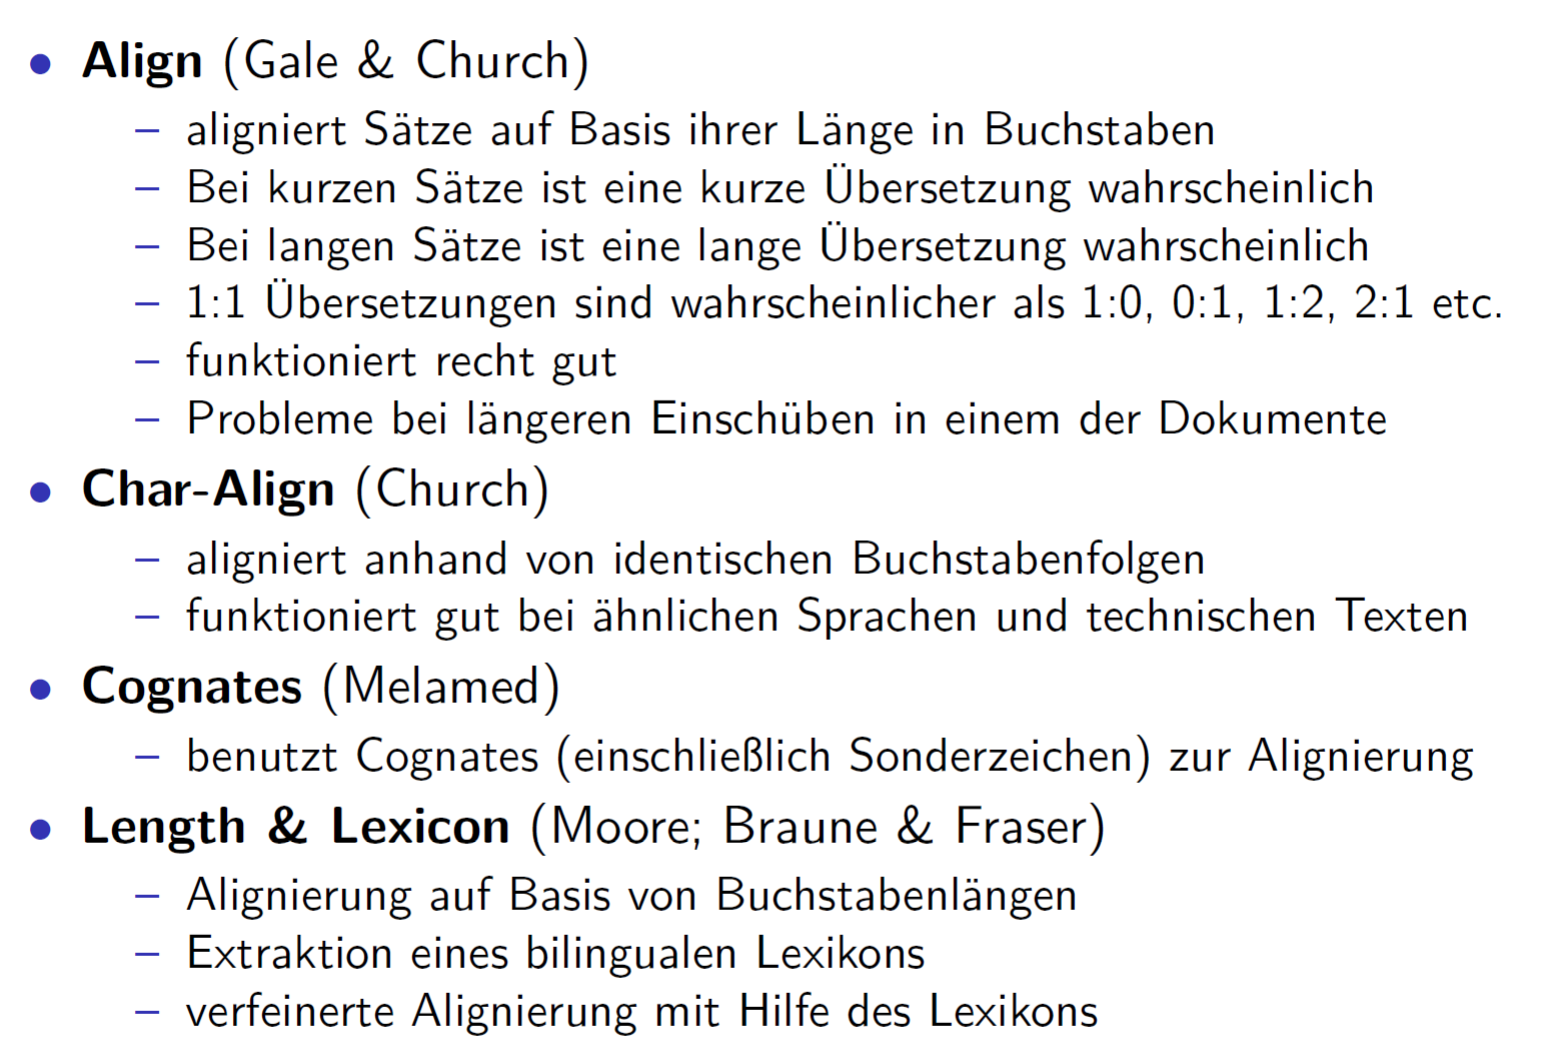 • Align (Gale & Church)
– aligniert Sätze auf Basis ihrer Länge in Buchstaben
– Bei kurzen Sätze ist eine kurze Übersetzung wahrscheinlich
– Bei langen Sätze ist eine lange Übersetzung wahrscheinlich
– 1:1 Übersetzungen sind wahrscheinlicher als 1:0, 0:1, 1:2, 2:1 etc.
– funktioniert recht gut
– Probleme bei längeren Einschüben in einem der Dokumente
• Char-Align (Church)
– aligniert anhand von identischen Buchstabenfolgen
– funktioniert gut bei ähnlichen Sprachen und technischen Texten
• Cognates (Melamed)
– benutzt Cognates (einschließlich Sonderzeichen) zur Alignierung
• Length & Lexicon (Moore; Braune & Fraser)
– Alignierung auf Basis von Buchstabenlängen
– Extraktion eines bilingualen Lexikons
– verfeinerte Alignierung mit Hilfe des Lexikons